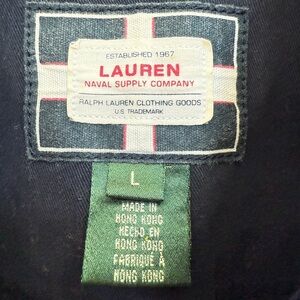 ESTABLISHED 1967
LAUREN
NAVAL SUPPLY COMPANY
RALPH LAUREN CLOTHING GOODS
U.S. TRADEMARK
L
MADE IN
HONG KONG
HECHO EN
HONG KONG
FABRIQUÉ À
HONG KONG